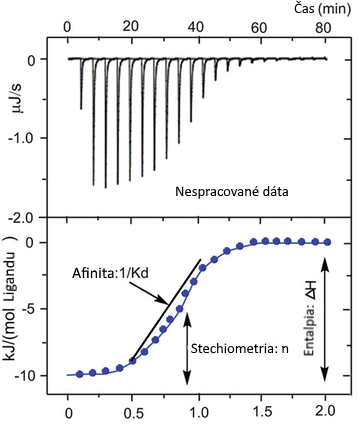 Čas (min)
0 20 40 60 80
0
-1.0
-2.0
µJ/s
Nespracované dáta
0
-5
-10
kJ/(mol Ligandu )
Afinita:1/Kd
Stechiometria: n
Entalpia: ΔH
0 0.5 1.0 1.5 2.0